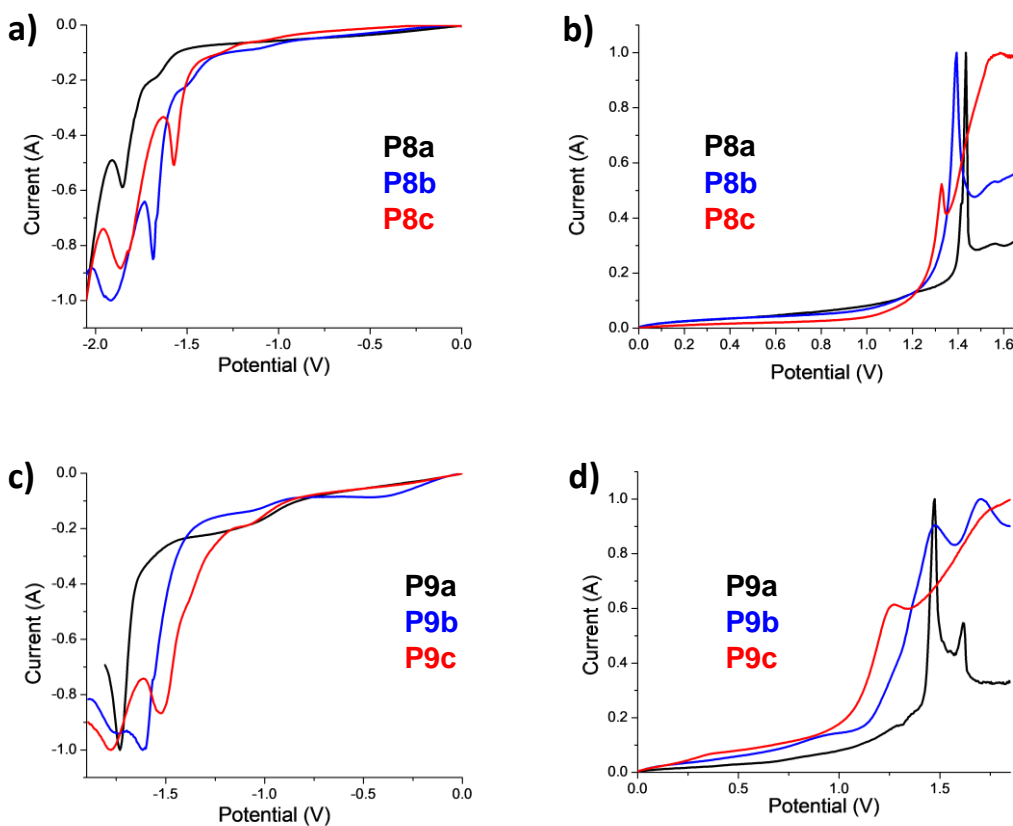 a)
0.0
-0.2
-0.4
-0.6
-0.8
-1.0
Current (A)
P8a
P8b
P8c
-2.0 -1.5 -1.0 -0.5 0.0
Potential (V)
b)
1.0
0.8
0.6
0.4
0.2
0.0
Current (A)
P8a
P8b
P8c
0.0 0.2 0.4 0.6 0.8 1.0 1.2 1.4 1.6
Potential (V)
c)
0.0
-0.2
-0.4
-0.6
-0.8
-1.0
Current (A)
P9a
P9b
P9c
-1.5 -1.0 -0.5 0.0
Potential (V)
d)
1.0
0.8
0.6
0.4
0.2
0.0
Current (A)
P9a
P9b
P9c
0.0 0.5 1.0 1.5
Potential (V)